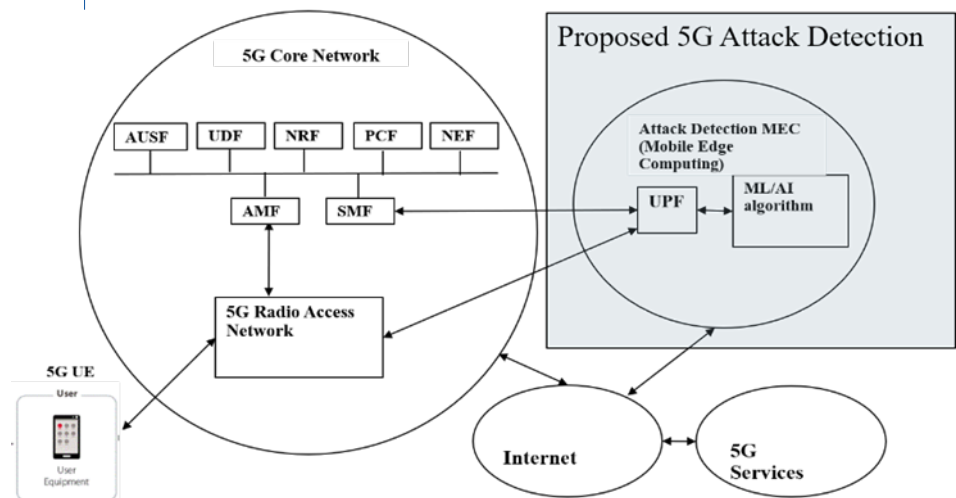 5G Core Network
AUSF
UDF
NRF
PCF
NEF
AMF
SMF
5G Radio Access
Network
5G UE
User
User
Equipment
Proposed 5G Attack Detection
Attack Detection MEC
(Mobile Edge
Computing)
UPF
ML/AI
algorithm
Internet
5G
Services